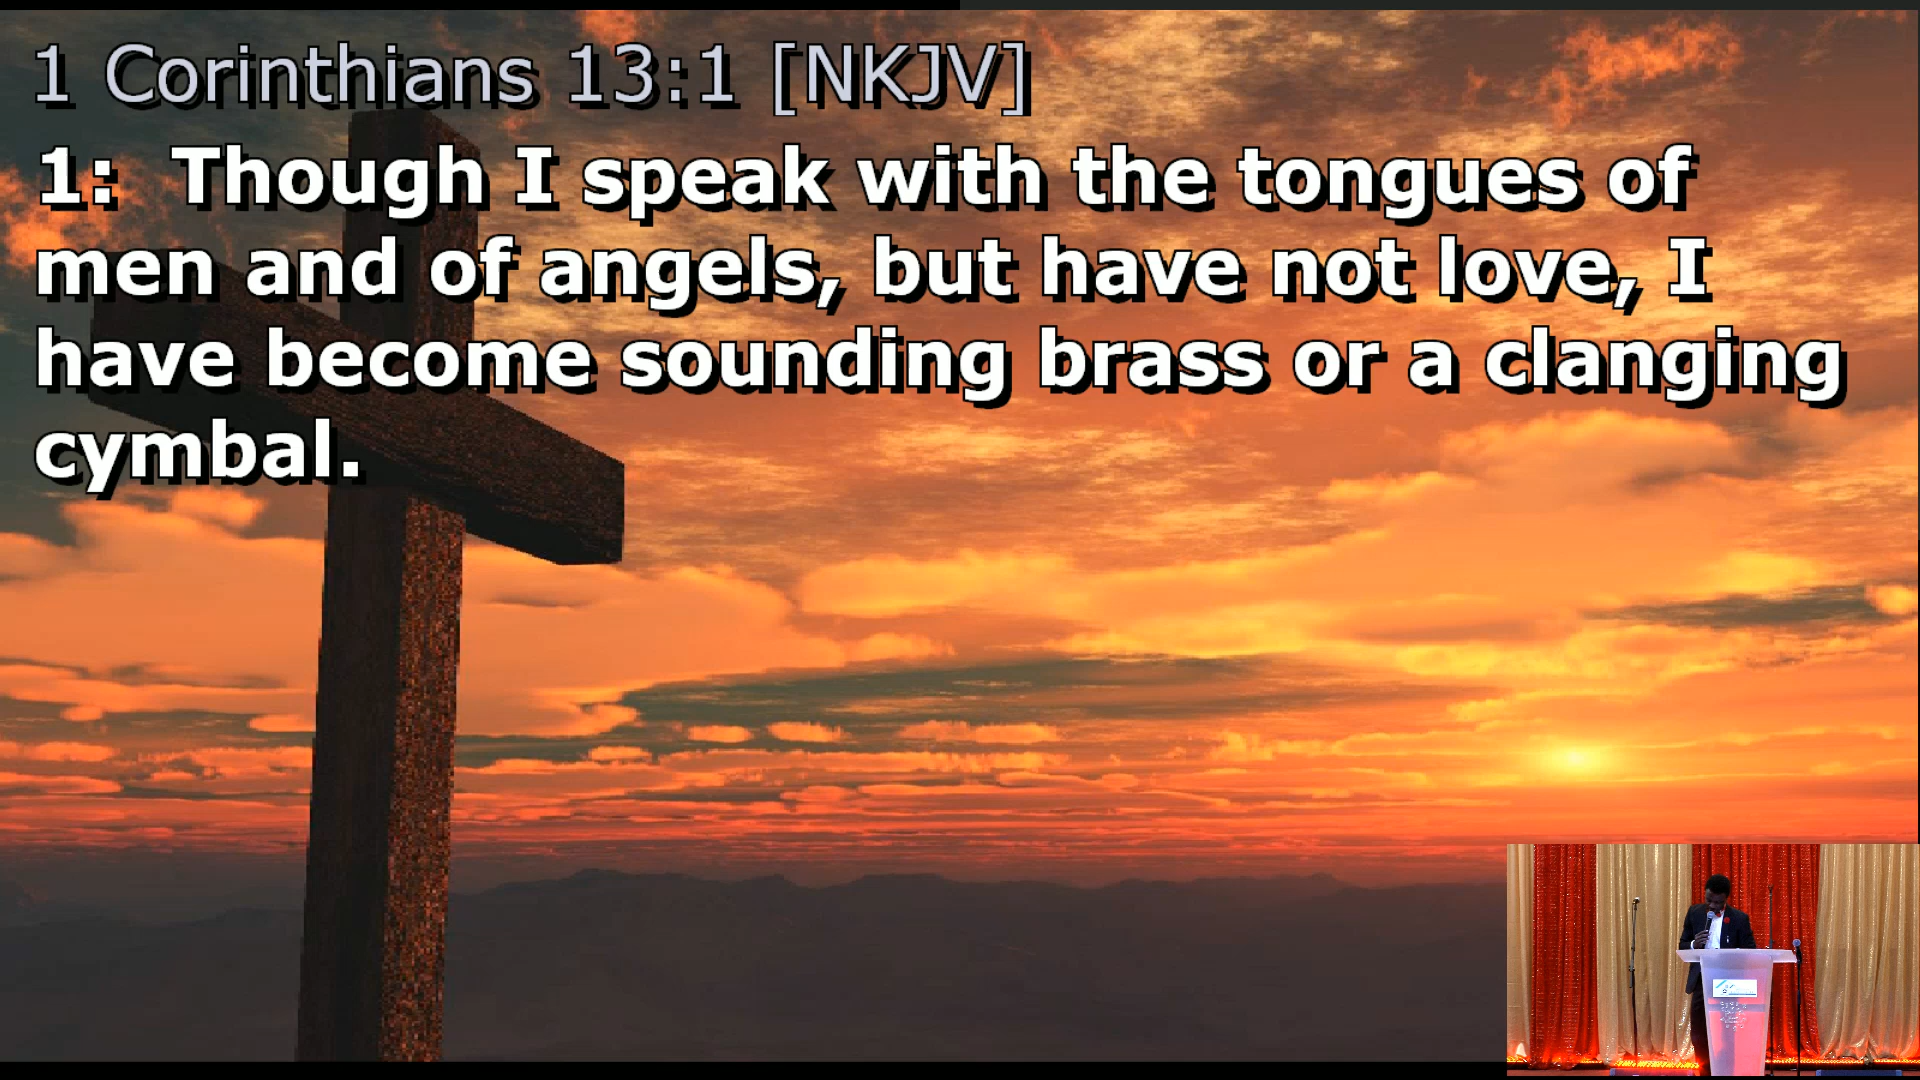 1 Corinthians 13:1 [NKJV]
1: Though I speak with the tongues of
men and of angels, but have not love, I
have become sounding brass or a clanging
cymbal.